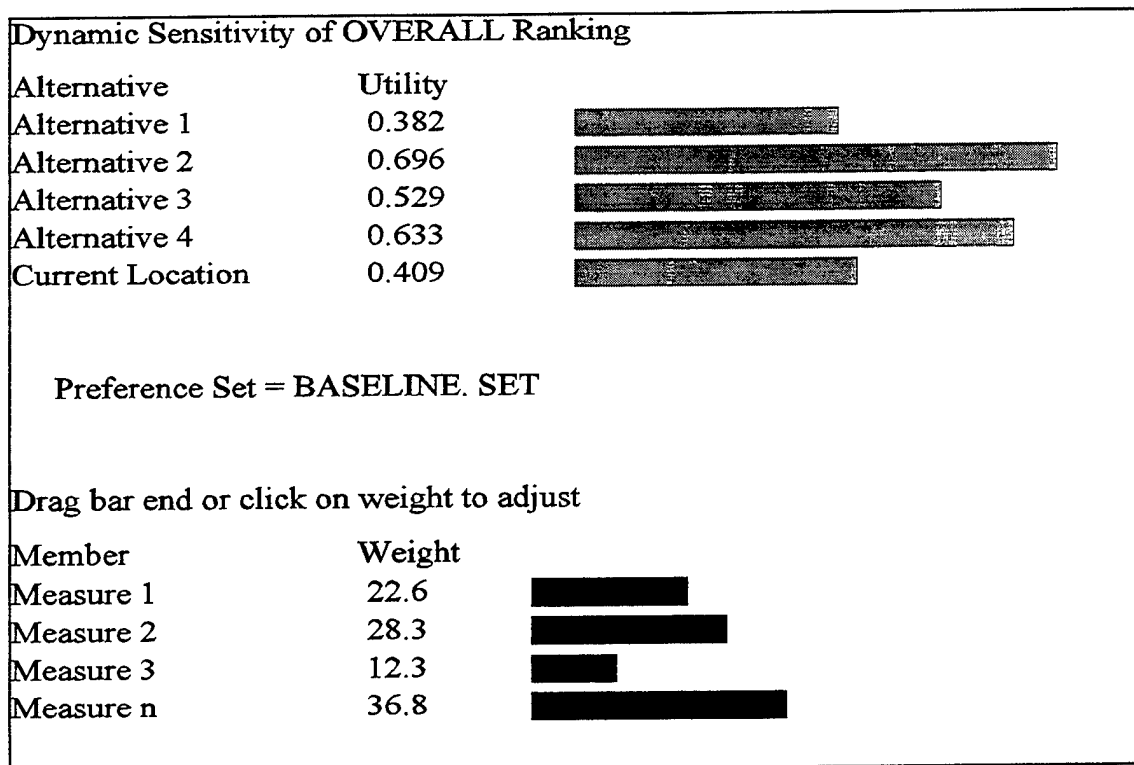 Dynamic Sensitivity of OVERALL Ranking
Alternative Utility
Alternative 1 0.382
Alternative 2 0.696
Alternative 3 0.529
Alternative 4 0.633
Current Location 0.409
Preference Set = BASELINE. SET
Drag bar end or click on weight to adjust
Member Weight
Measure 1 22.6
Measure 2 28.3
Measure 3 12.3
Measure n 36.8